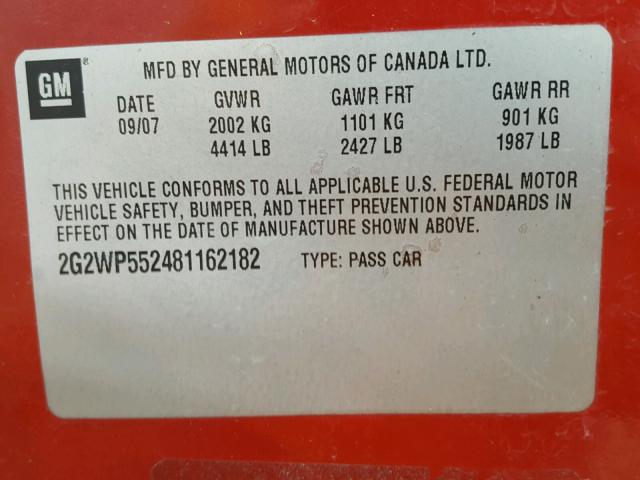 GM ®
MFD BY GENERAL MOTORS OF CANADA LTD.
DATE GVWR GAWR FRT GAWR RR
09/07 2002 KG 1101 KG 901 KG
4414 LB 2427 LB 1987 LB
THIS VEHICLE CONFORMS TO ALL APPLICABLE U.S. FEDERAL MOTOR
VEHICLE SAFETY, BUMPER, AND THEFT PREVENTION STANDARDS IN
EFFECT ON THE DATE OF MANUFACTURE SHOWN ABOVE.
2G2WP552481162182 TYPE: PASS CAR